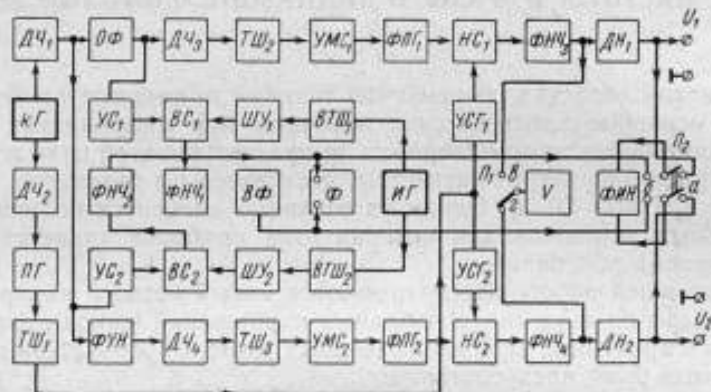 ДЧ₁ ОФ ДЧ₃ ТШ₂ УМС₁ ФПГ₁ НС₁ ФНЧ₃ ДН₁ U₁
КГ УС₁ ВС₁ ШУ₁ ВТШ₁ УСГ₁
ДЧ₂ ФНЧ₂ ФНЧ₁ ВФ Ф ИГ П₁ В Г V ФИН б П₂ а
ПГ УС₂ ВС₂ ШУ₂ ВТШ₂ УСГ₂
ТШ₁ ФУН ДЧ₄ ТШ₃ УМС₂ ФПГ₂ НС₂ ФНЧ₄ ДН₂ U₂